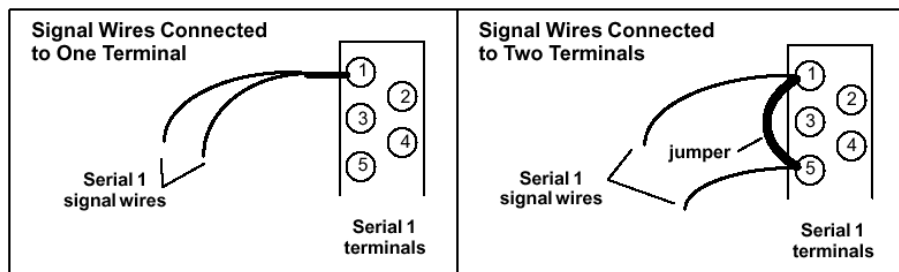 Signal Wires Connected
to One Terminal
1
2
3
4
5
Serial 1
signal wires
Serial 1
terminals
Signal Wires Connected
to Two Terminals
1
2
3
4
jumper
5
Serial 1
signal wires
Serial 1
terminals